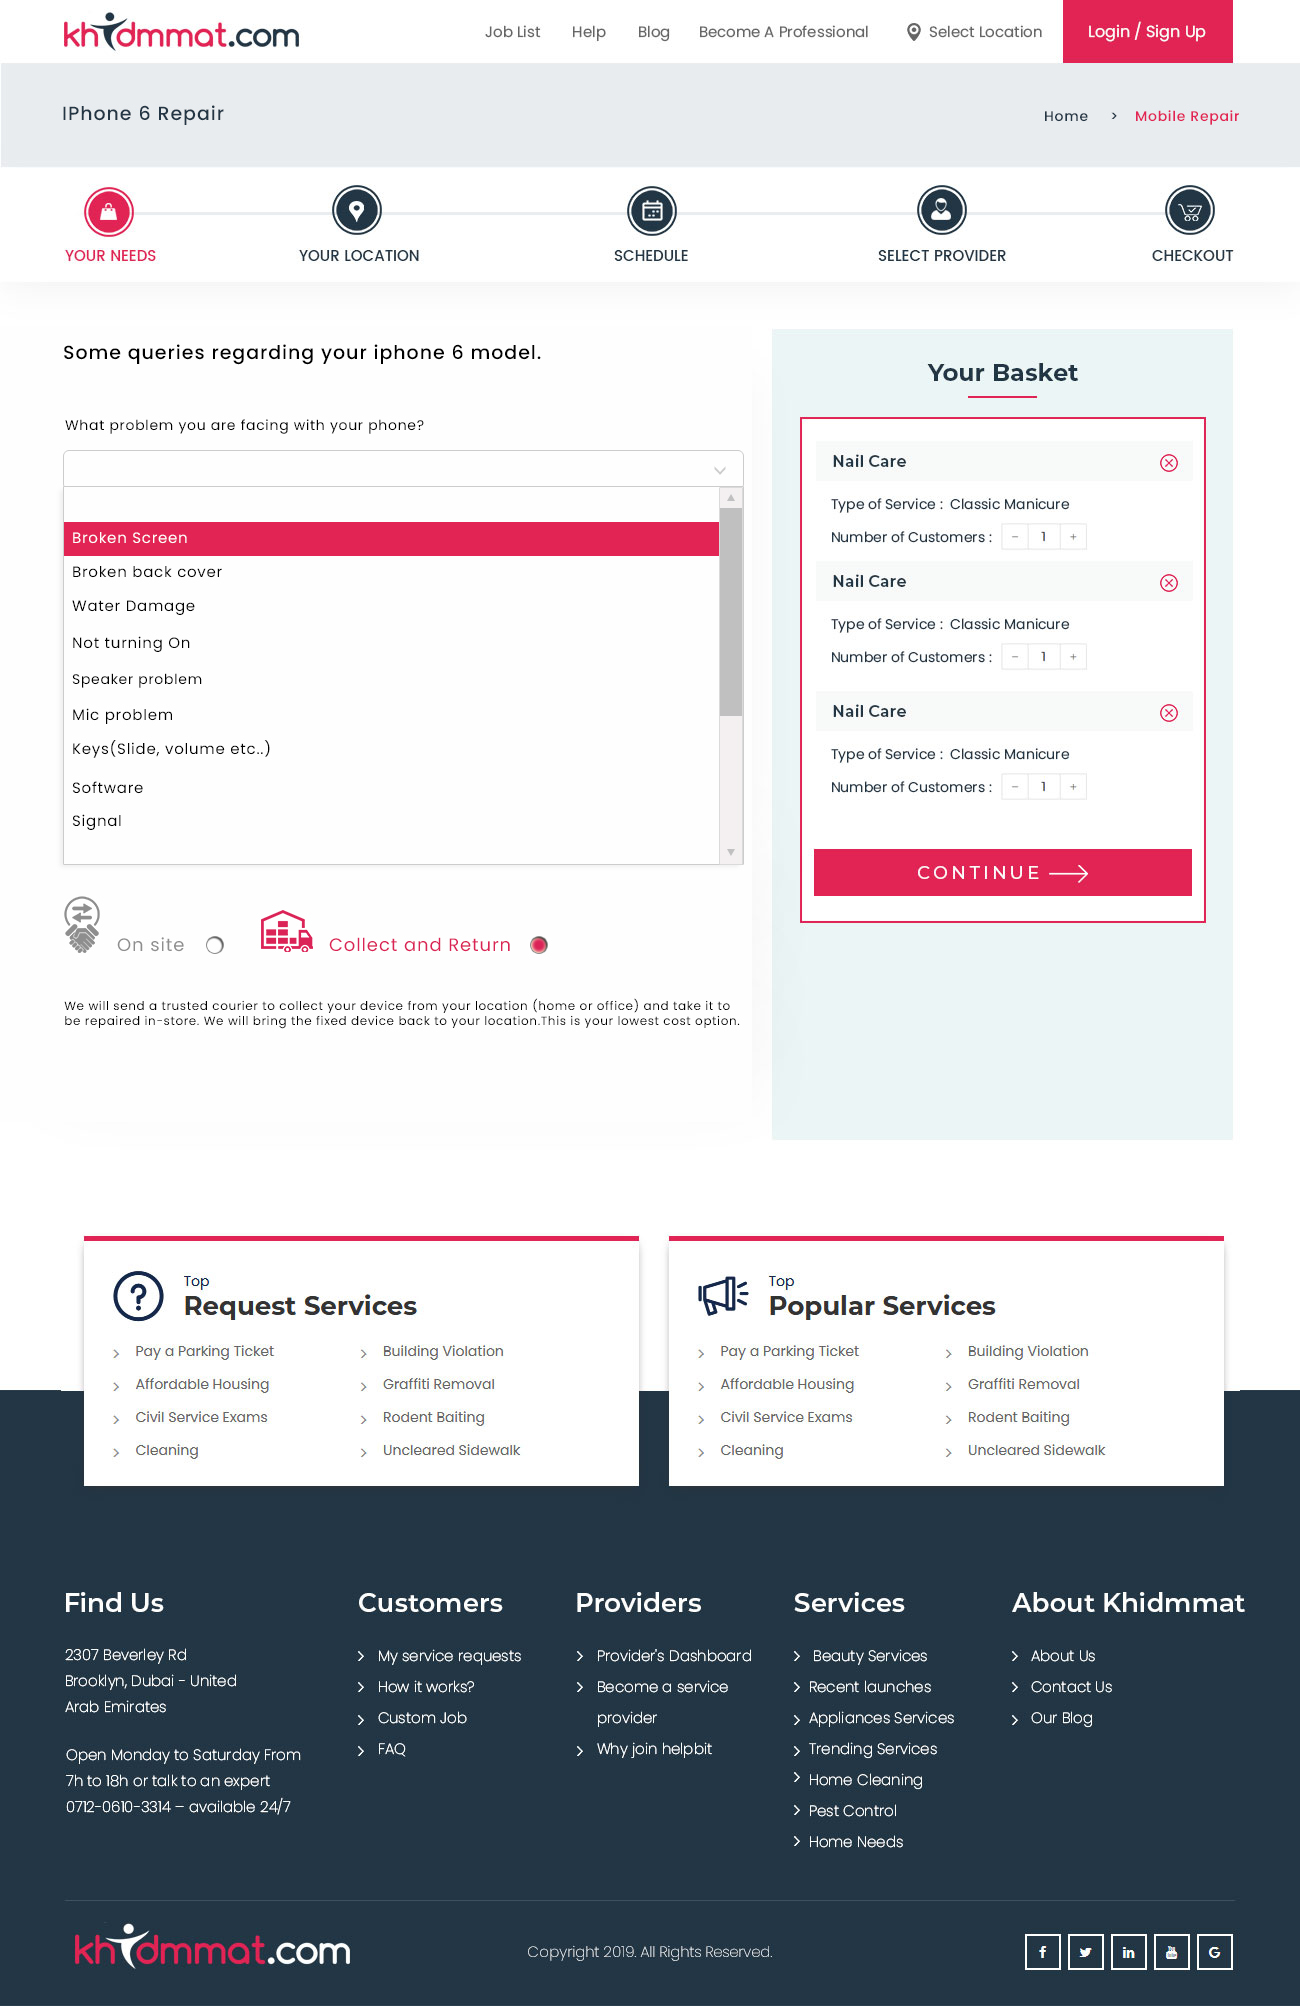 khidmmat.com
Job List
Help
Blog
Become A Professional
Select Location
Login / Sign Up
IPhone 6 Repair
Home > Mobile Repair
YOUR NEEDS
YOUR LOCATION
SCHEDULE
SELECT PROVIDER
CHECKOUT
Some queries regarding your iphone 6 model.
What problem you are facing with your phone?
Broken Screen
Broken back cover
Water Damage
Not turning On
Speaker problem
Mic problem
Keys(Slide, volume etc..)
Software
Signal
On site
Collect and Return
We will send a trusted courier to collect your device from your location (home or office) and take it to
be repaired in-store. We will bring the fixed device back to your location.This is your lowest cost option.
Your Basket
Nail Care
Type of Service : Classic Manicure
Number of Customers : - 1 +
Nail Care
Type of Service : Classic Manicure
Number of Customers : - 1 +
Nail Care
Type of Service : Classic Manicure
Number of Customers : - 1 +
CONTINUE
Top
Request Services
Pay a Parking Ticket
Affordable Housing
Civil Service Exams
Cleaning
Building Violation
Graffiti Removal
Rodent Baiting
Uncleared Sidewalk
Top
Popular Services
Pay a Parking Ticket
Affordable Housing
Civil Service Exams
Cleaning
Building Violation
Graffiti Removal
Rodent Baiting
Uncleared Sidewalk
Find Us
2307 Beverley Rd
Brooklyn, Dubai - United
Arab Emirates
Open Monday to Saturday From
7h to 18h or talk to an expert
0712-0610-3314 – available 24/7
Customers
My service requests
How it works?
Custom Job
FAQ
Providers
Provider's Dashboard
Become a service
provider
Why join helpbit
Services
Beauty Services
Recent launches
Appliances Services
Trending Services
Home Cleaning
Pest Control
Home Needs
About Khidmmat
About Us
Contact Us
Our Blog
khidmmat.com
Copyright 2019. All Rights Reserved.